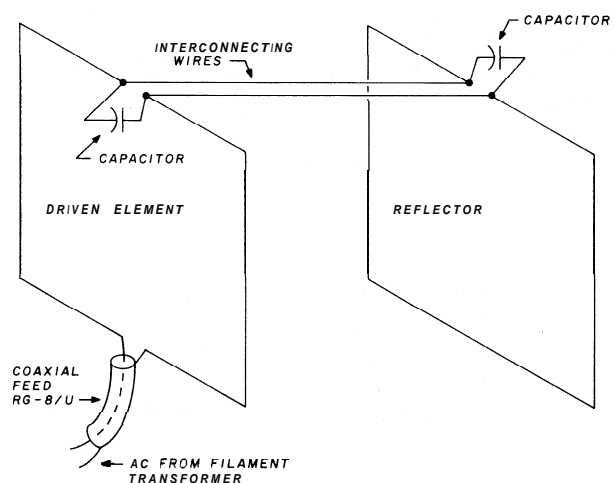 CAPACITOR
INTERCONNECTING
WIRES
CAPACITOR
DRIVEN ELEMENT
REFLECTOR
COAXIAL
FEED
RG-8/U
AC FROM FILAMENT
TRANSFORMER